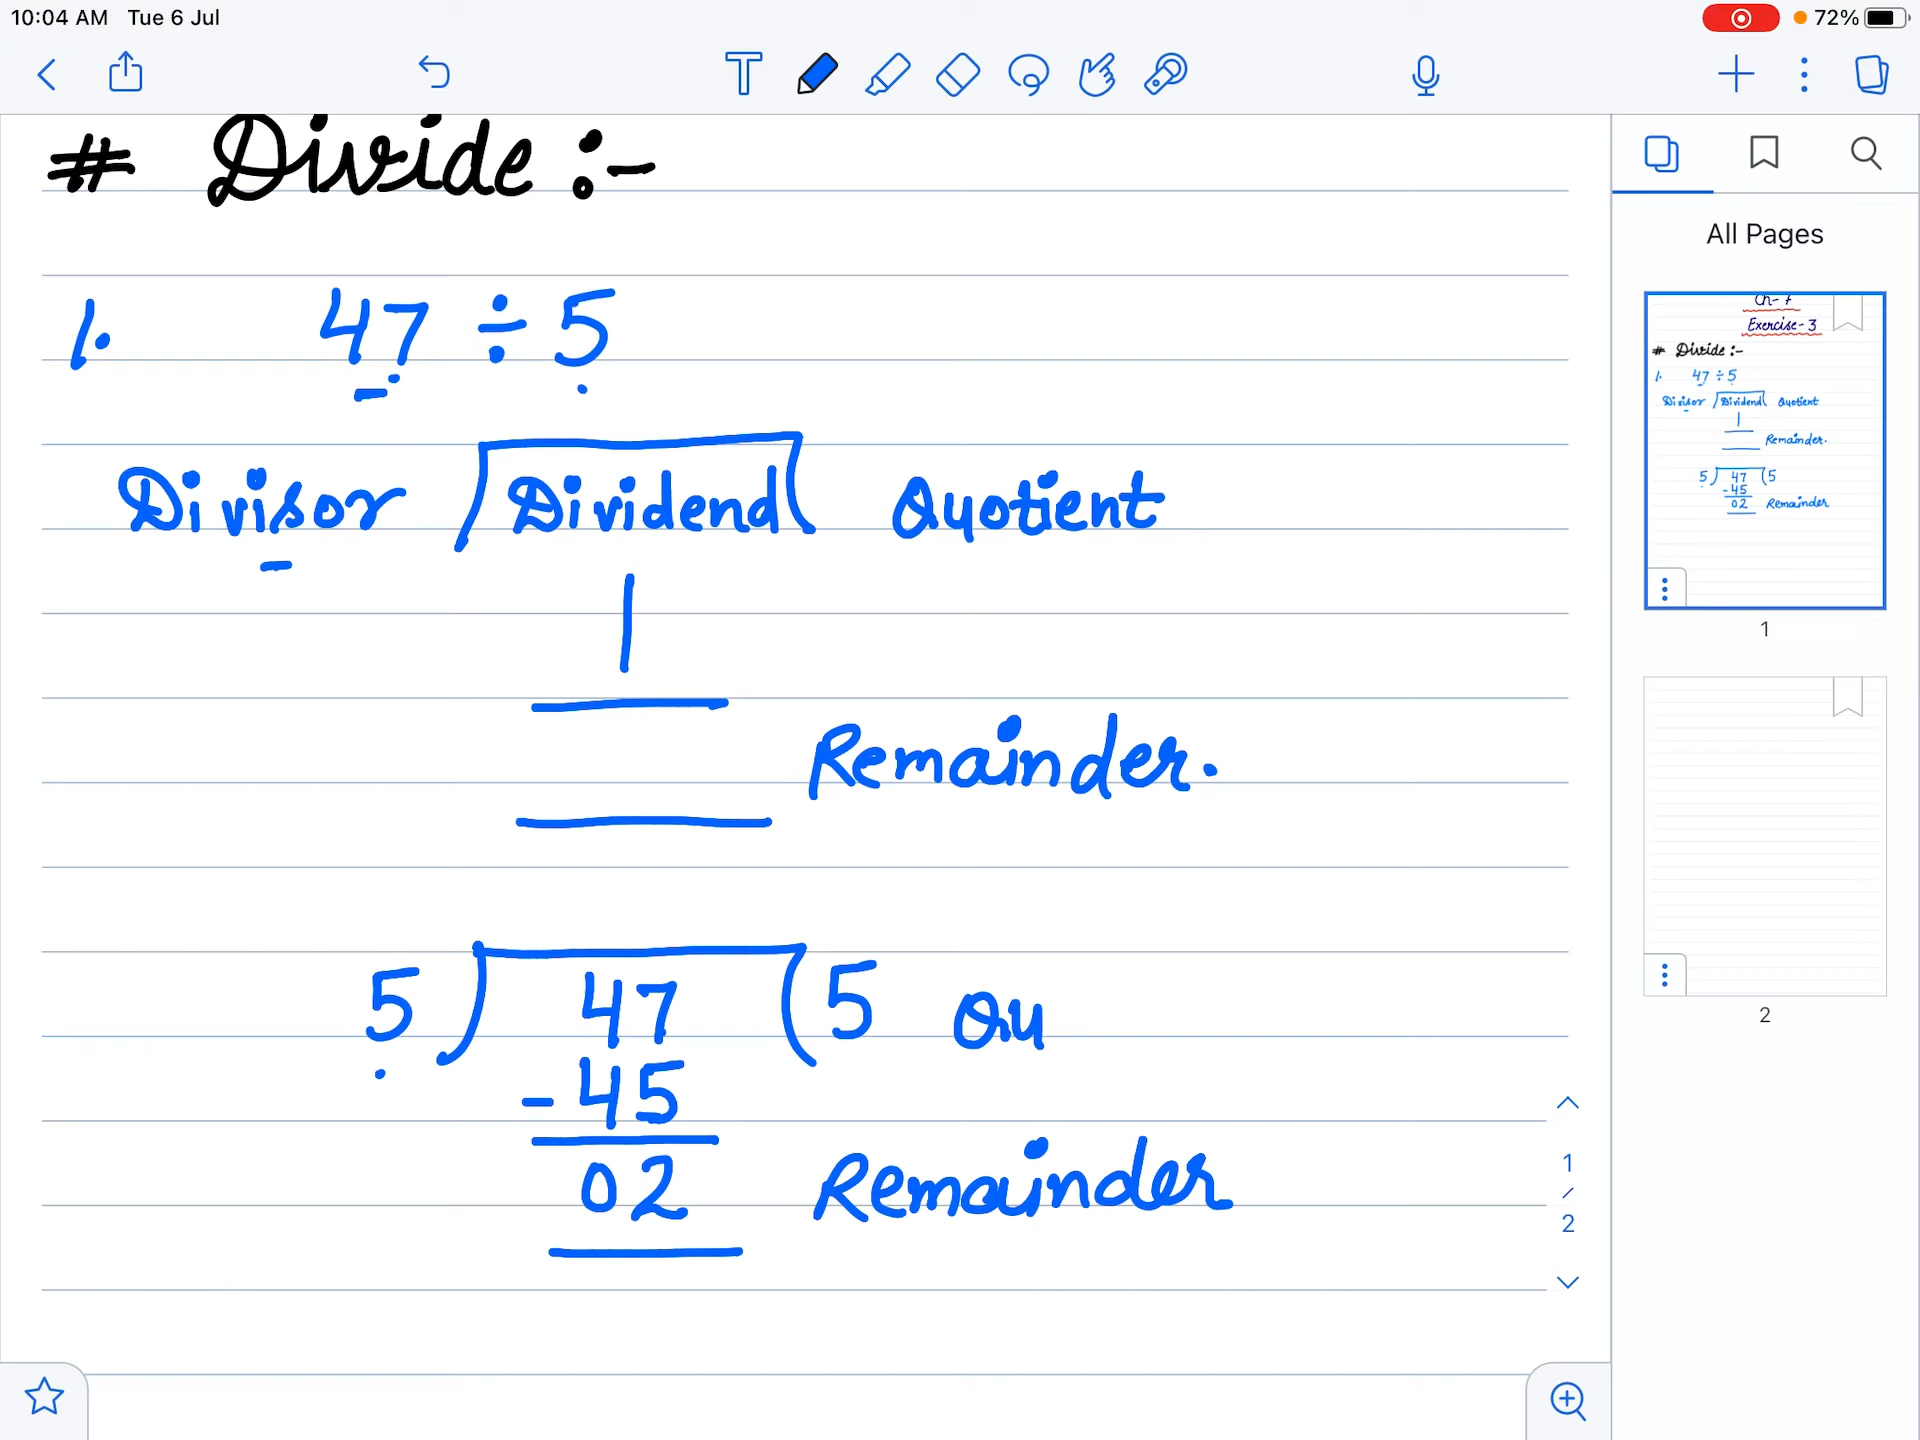 10:04 AM Tue 6 Jul
72%
# Divide :-
1. 47 ÷ 5
Divisor Dividend Quotient
Remainder.
5 47 5 Qu
- 45
02 Remainder
1
2
All Pages
Ch- 7
Exercise- 3
# Divide :-
1. 47 ÷ 5
Divisor Dividend Quotient
Remainder.
5 47 5
- 45
02 Remainder
1
2